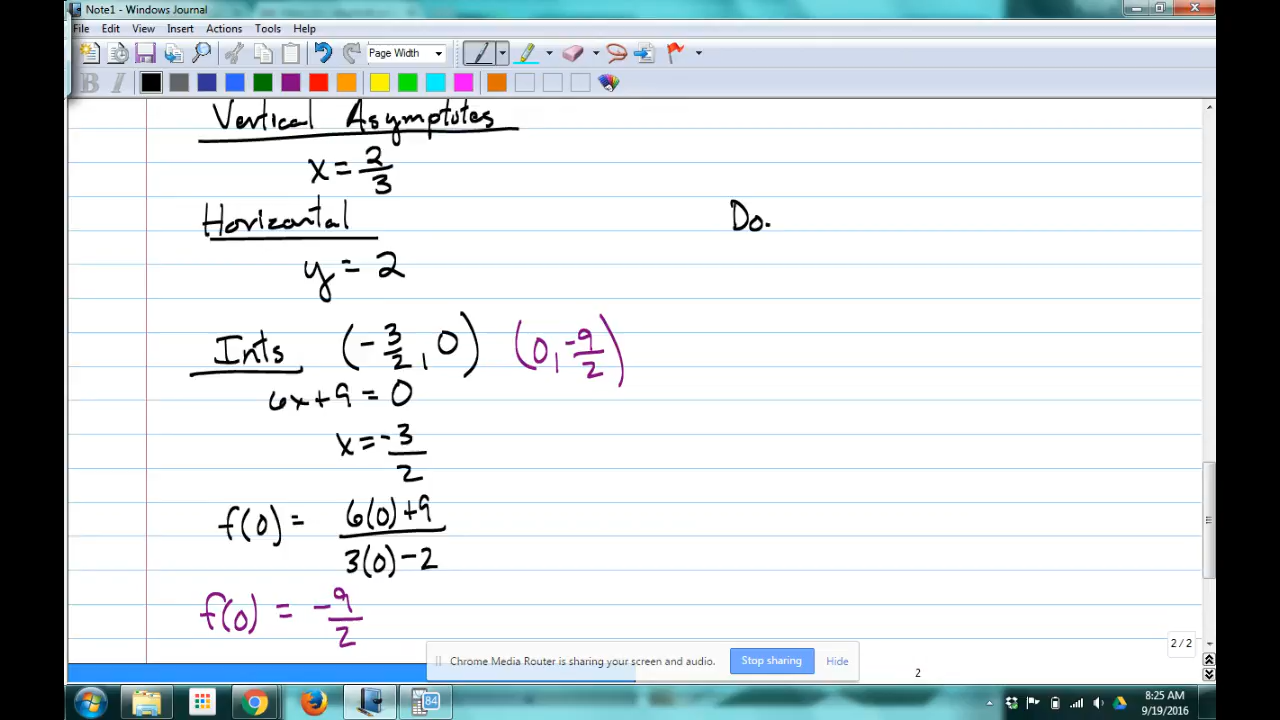 Note1 - Windows Journal
File Edit View Insert Actions Tools Help
Page Width
B I
Vertical Asymptotes
x = 2/3
Horizontal
Do.
y = 2
Ints (-3/2, 0) (0, -9/2)
6x+9 = 0
x = -3/2
f(0) = 6(0)+9 / 3(0)-2
f(0) = -9/2
2 / 2
Chrome Media Router is sharing your screen and audio. Stop sharing Hide
2
84
8:25 AM
9/19/2016